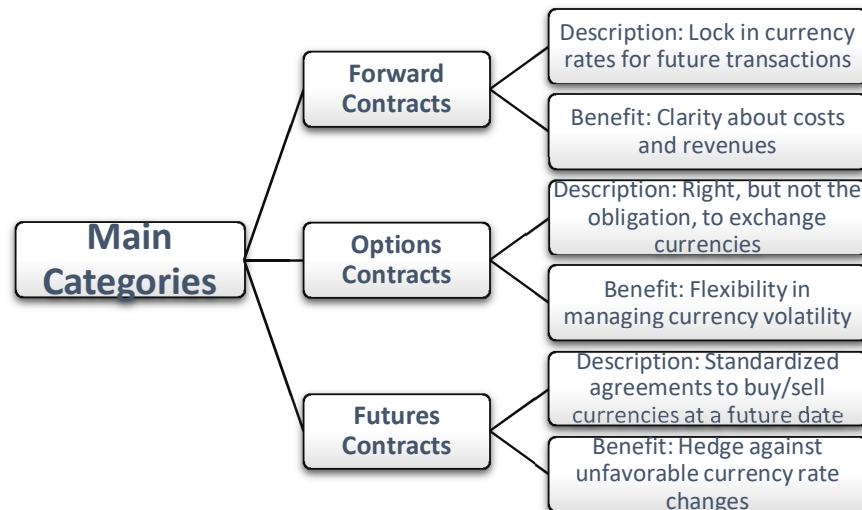 Main
Categories
Forward
Contracts
Description: Lock in currency
rates for future transactions
Benefit: Clarity about costs
and revenues
Options
Contracts
Description: Right, but not the
obligation, to exchange
currencies
Benefit: Flexibility in
managing currency volatility
Futures
Contracts
Description: Standardized
agreements to buy/sell
currencies at a future date
Benefit: Hedge against
unfavorable currency rate
changes